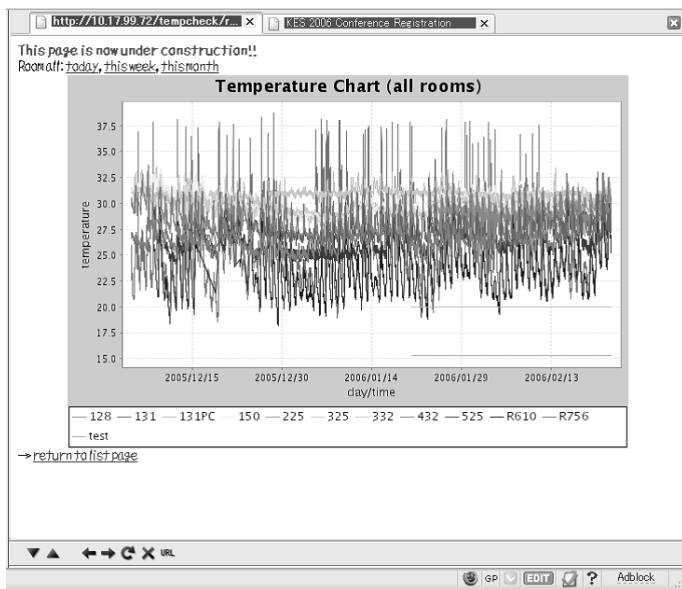 http://10.17.99.72/tempcheck/r... KES 2006 Conference Registration
This page is now under construction!!
Room all: today, this week, this month
Temperature Chart (all rooms)
37.5
35.0
32.5
30.0
27.5
25.0
22.5
20.0
17.5
15.0
temperature
2005/12/15 2005/12/30 2006/01/14 2006/01/29 2006/02/13
day/time
128 131 131PC 150 225 325 332 432 525 R610 R756
test
→return to list page
URL
GP EDIT ? Adblock